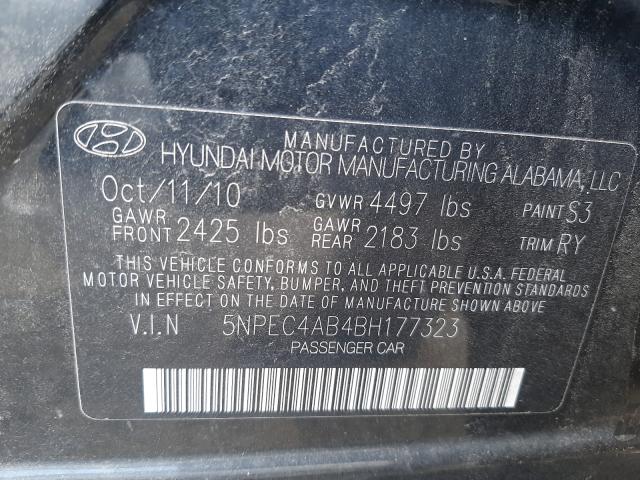 MANUFACTURED BY
HYUNDAI MOTOR MANUFACTURING ALABAMA, LLC
Oct/11/10 GVWR 4497 lbs PAINT S3
GAWR FRONT 2425 lbs GAWR REAR 2183 lbs TRIM RY
THIS VEHICLE CONFORMS TO ALL APPLICABLE U.S.A. FEDERAL
MOTOR VEHICLE SAFETY, BUMPER, AND THEFT PREVENTION STANDARDS
IN EFFECT ON THE DATE OF MANUFACTURE SHOWN ABOVE
V.I.N 5NPEC4AB4BH177323
PASSENGER CAR